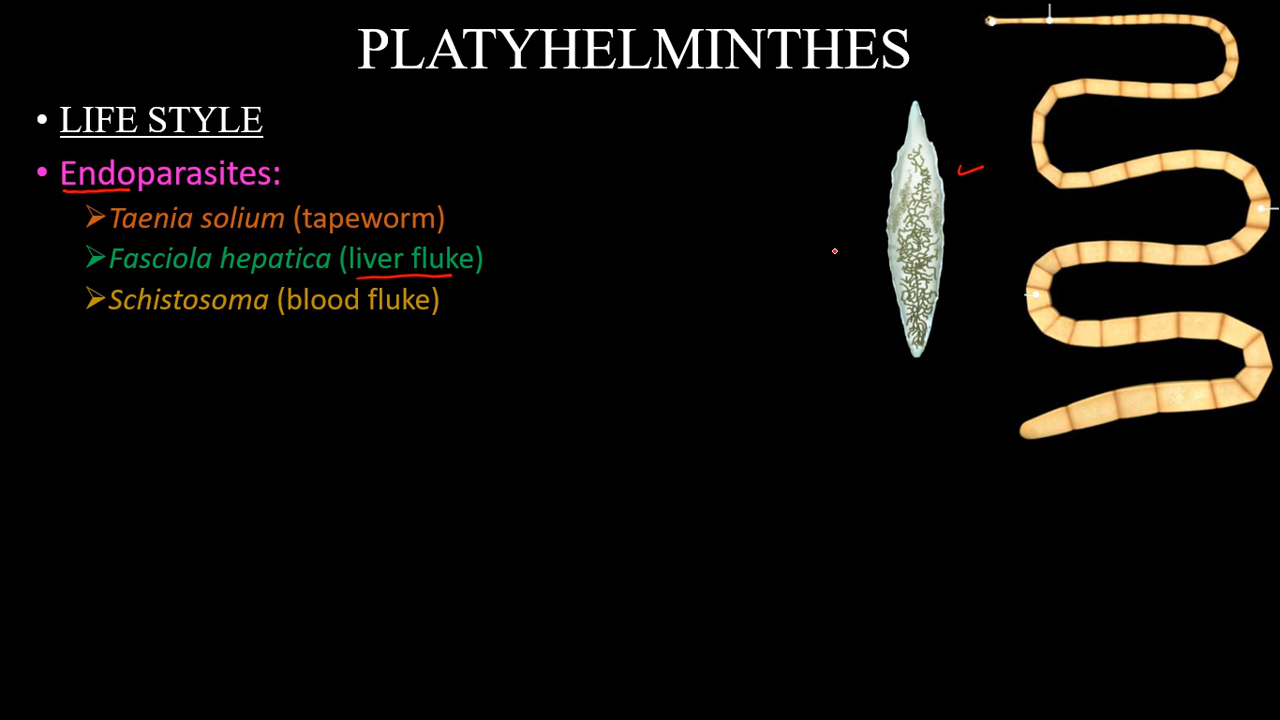 PLATYHELMINTHES
• LIFE STYLE
• Endoparasites:
➢Taenia solium (tapeworm)
➢Fasciola hepatica (liver fluke)
➢Schistosoma (blood fluke)